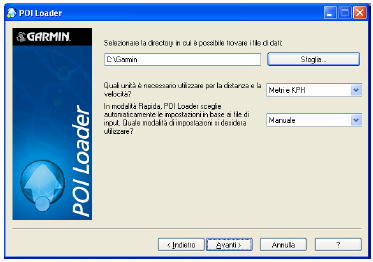 POI Loader
GARMIN
POI Loader
Selezionare la directory in cui è possibile trovare i file di dati:
C:\Garmin
Sfoglia...
Quali unità è necessario utilizzare per la distanza e la
velocità?
Metri e KPH
In modalità Rapida, POI Loader sceglie
automaticamente le impostazioni in base ai file di
input. Quale modalità di impostazioni si desidera
utilizzare?
Manuale
< Indietro
Avanti >
Annulla
?